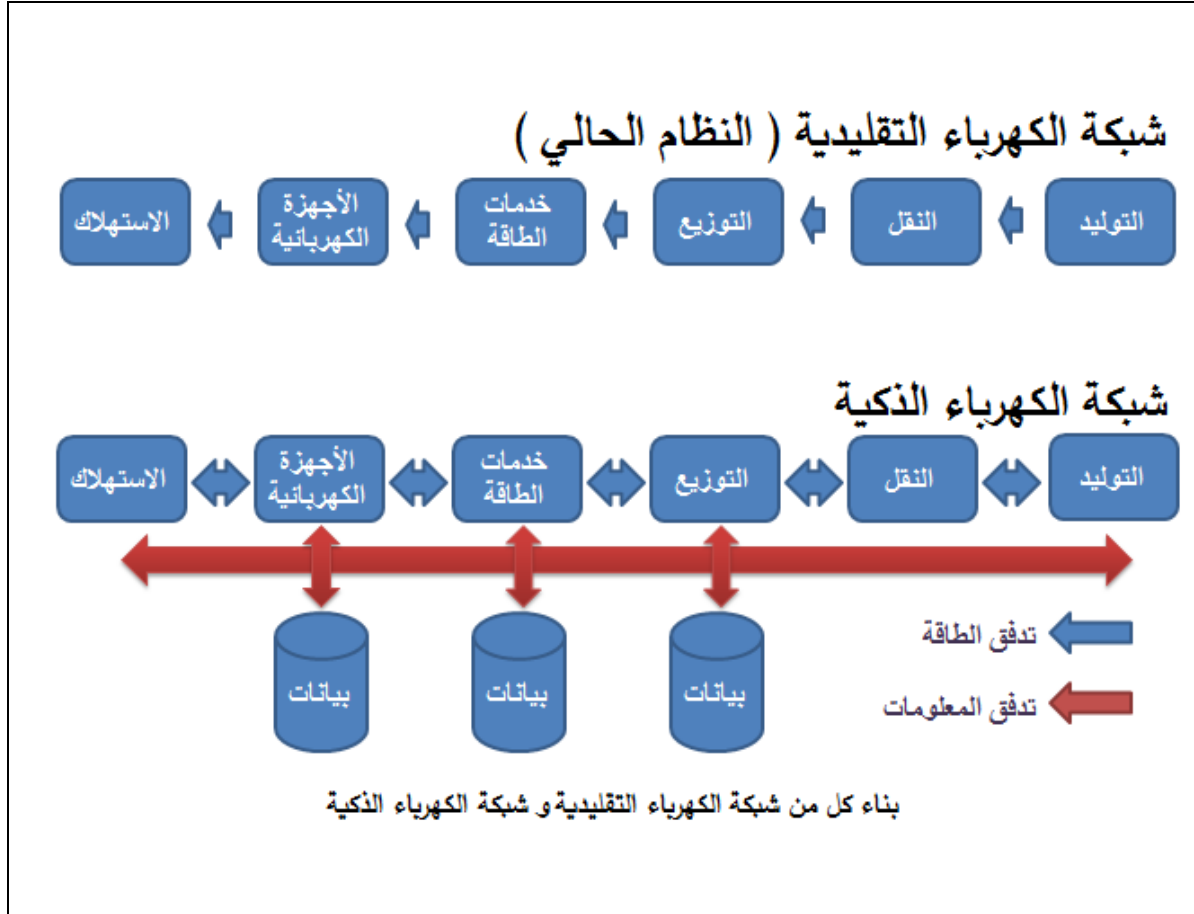 شبكة الكهرباء التقليدية ( النظام الحالي )
التوليد
النقل
التوزيع
خدمات
الطاقة
الأجهزة
الكهربائية
الاستهلاك
شبكة الكهرباء الذكية
التوليد
النقل
التوزيع
خدمات
الطاقة
الأجهزة
الكهربائية
الاستهلاك
تدفق الطاقة
تدفق المعلومات
بيانات
بيانات
بيانات
بناء كل من شبكة الكهرباء التقليدية و شبكة الكهرباء الذكية